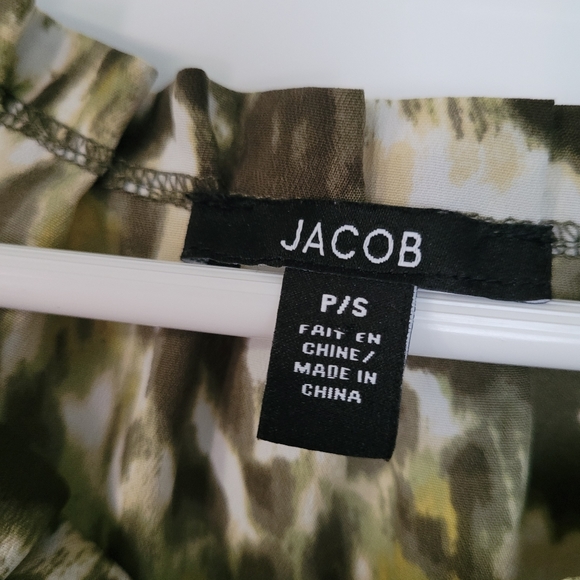 JACOB
P/S
FAIT EN
CHINE/
MADE IN
CHINA